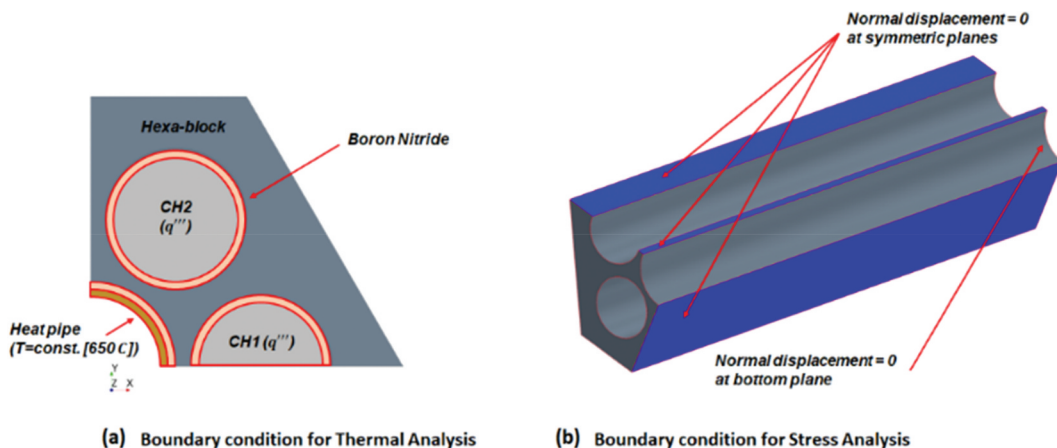 Hexa-block
Boron Nitride
CH2
(q''')
Heat pipe
(T=const. [650 C])
CH1 (q''')
Y
Z X
(a) Boundary condition for Thermal Analysis
Normal displacement = 0
at symmetric planes
Normal displacement = 0
at bottom plane
(b) Boundary condition for Stress Analysis